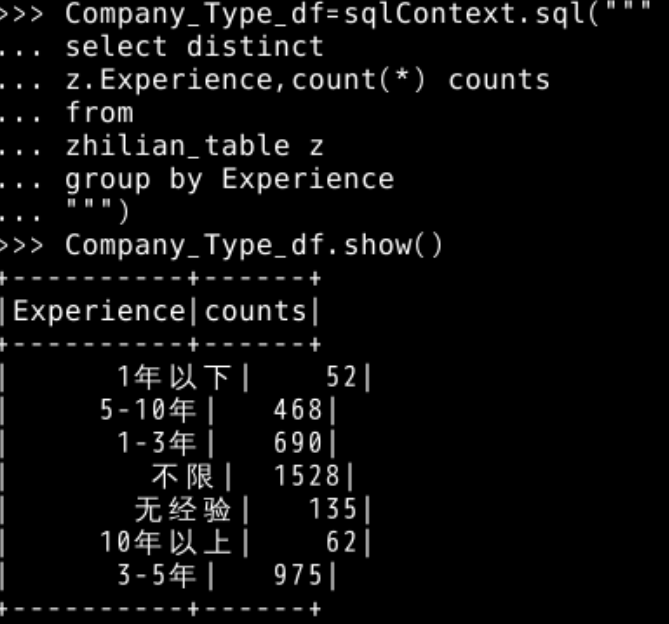 >>> Company_Type_df=sqlContext.sql("""
... select distinct
... z.Experience,count(*) counts
... from
... zhilian_table z
... group by Experience
... """)
>>> Company_Type_df.show()
+----------+------+
|Experience|counts|
+----------+------+
|      1年以下|    52|
|     5-10年|   468|
|      1-3年|   690|
|        不限|  1528|
|       无经验|   135|
|     10年以上|    62|
|      3-5年|   975|
+----------+------+